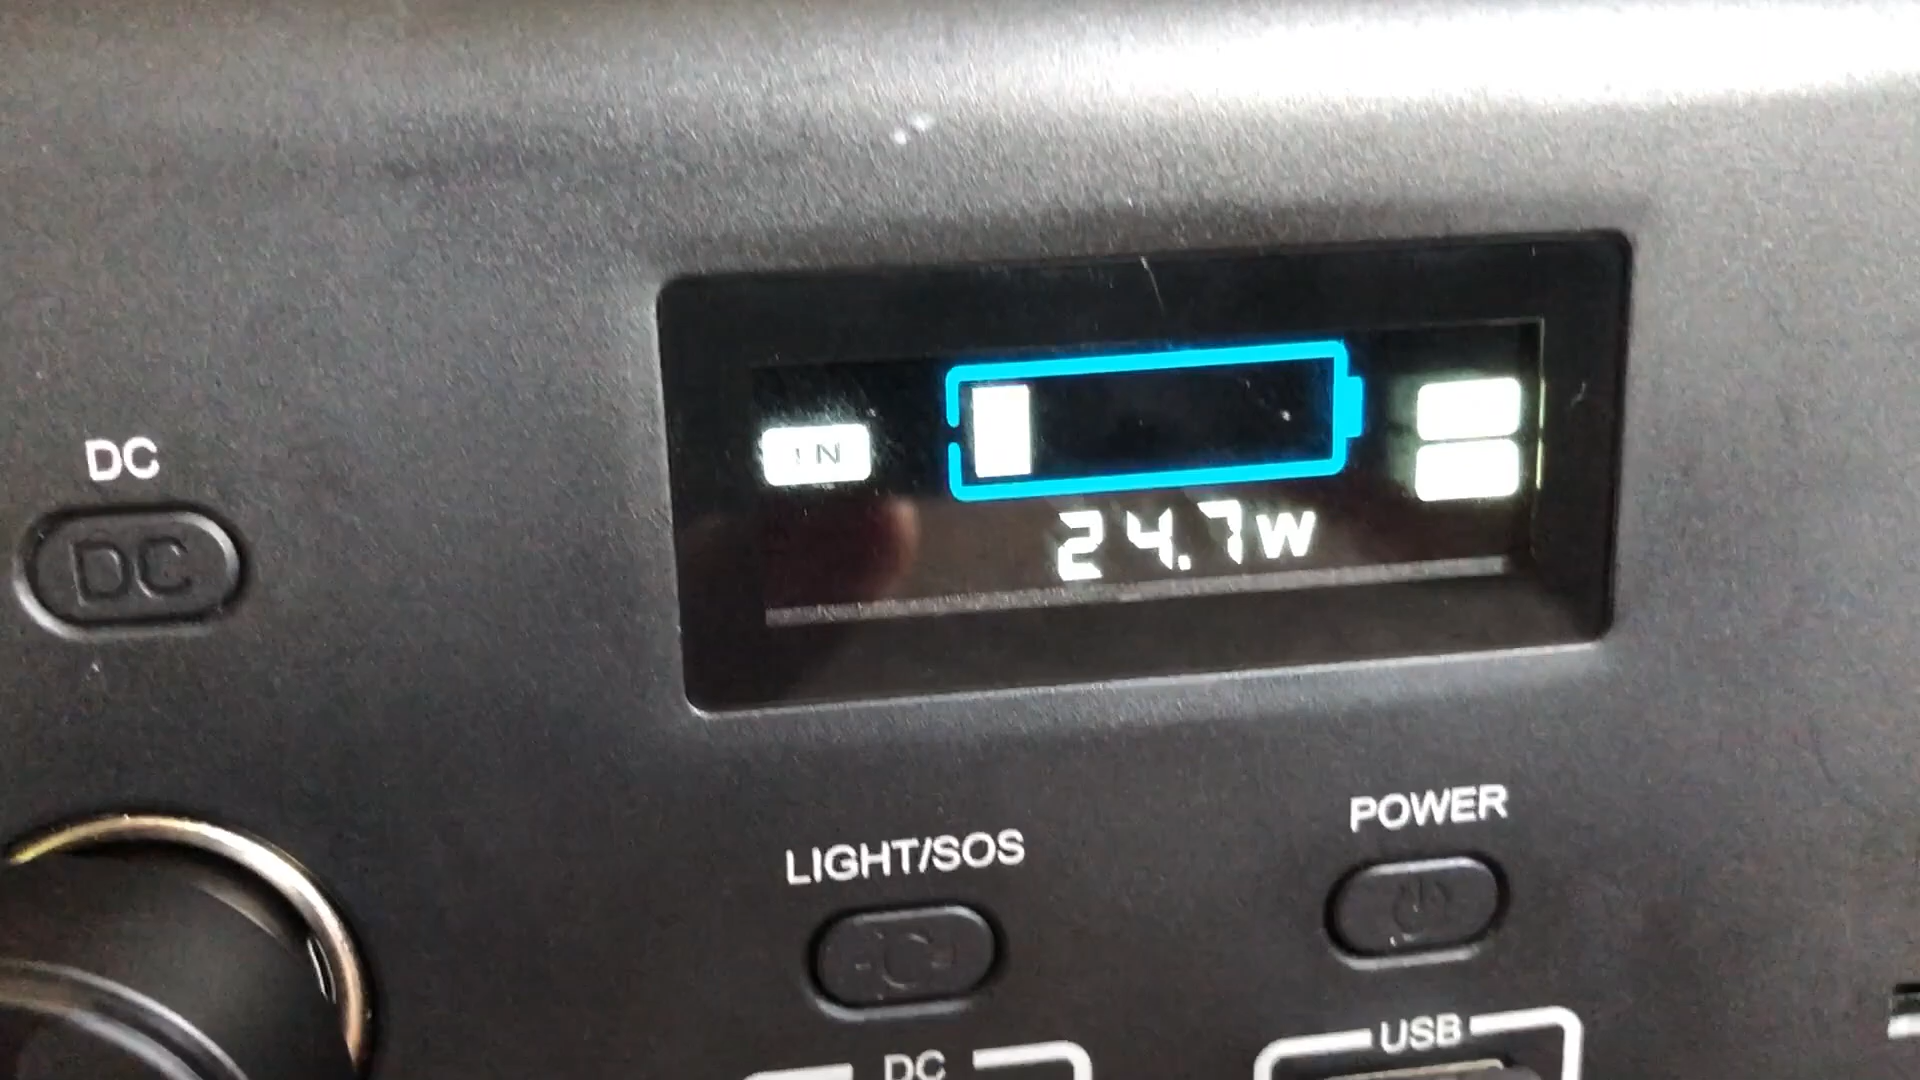 DC
DC
IN
24.7W
LIGHT/SOS
POWER
DC
USB